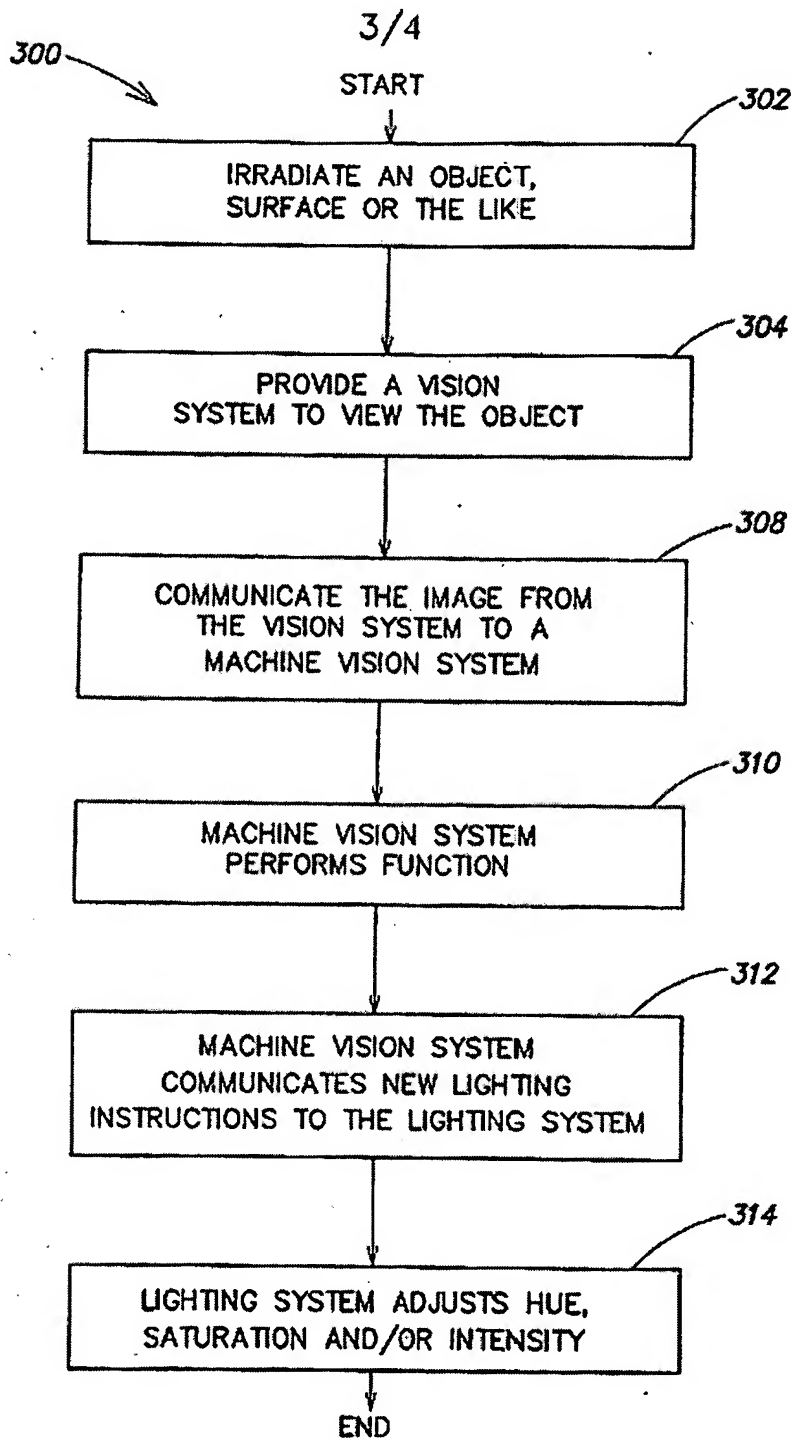 3/4
300
START
302
IRRADIATE AN OBJECT,
SURFACE OR THE LIKE
304
PROVIDE A VISION
SYSTEM TO VIEW THE OBJECT
308
COMMUNICATE THE IMAGE FROM
THE VISION SYSTEM TO A
MACHINE VISION SYSTEM
310
MACHINE VISION SYSTEM
PERFORMS FUNCTION
312
MACHINE VISION SYSTEM
COMMUNICATES NEW LIGHTING
INSTRUCTIONS TO THE LIGHTING SYSTEM
314
LIGHTING SYSTEM ADJUSTS HUE,
SATURATION AND/OR INTENSITY
END